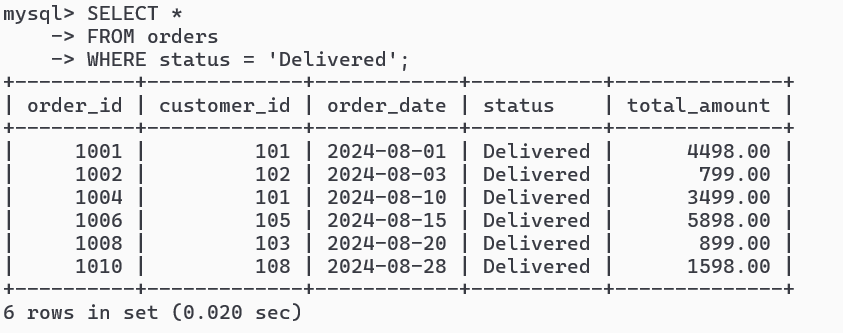 mysql> SELECT *
    -> FROM orders
    -> WHERE status = 'Delivered';
+----------+-------------+------------+-----------+--------------+
| order_id | customer_id | order_date | status    | total_amount |
+----------+-------------+------------+-----------+--------------+
|     1001 |         101 | 2024-08-01 | Delivered |      4498.00 |
|     1002 |         102 | 2024-08-03 | Delivered |       799.00 |
|     1004 |         101 | 2024-08-10 | Delivered |      3499.00 |
|     1006 |         105 | 2024-08-15 | Delivered |      5898.00 |
|     1008 |         103 | 2024-08-20 | Delivered |       899.00 |
|     1010 |         108 | 2024-08-28 | Delivered |      1598.00 |
+----------+-------------+------------+-----------+--------------+
6 rows in set (0.020 sec)